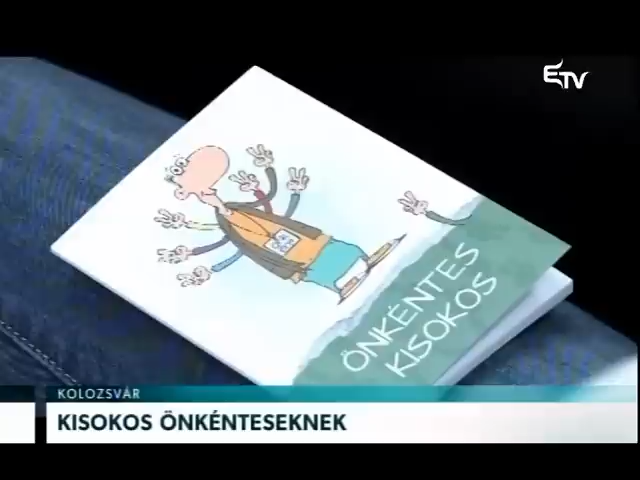 ETV
ÖNKÉNTES
KISOKOS
KOLOZSVÁR
KISOKOS ÖNKÉNTESEKNEK